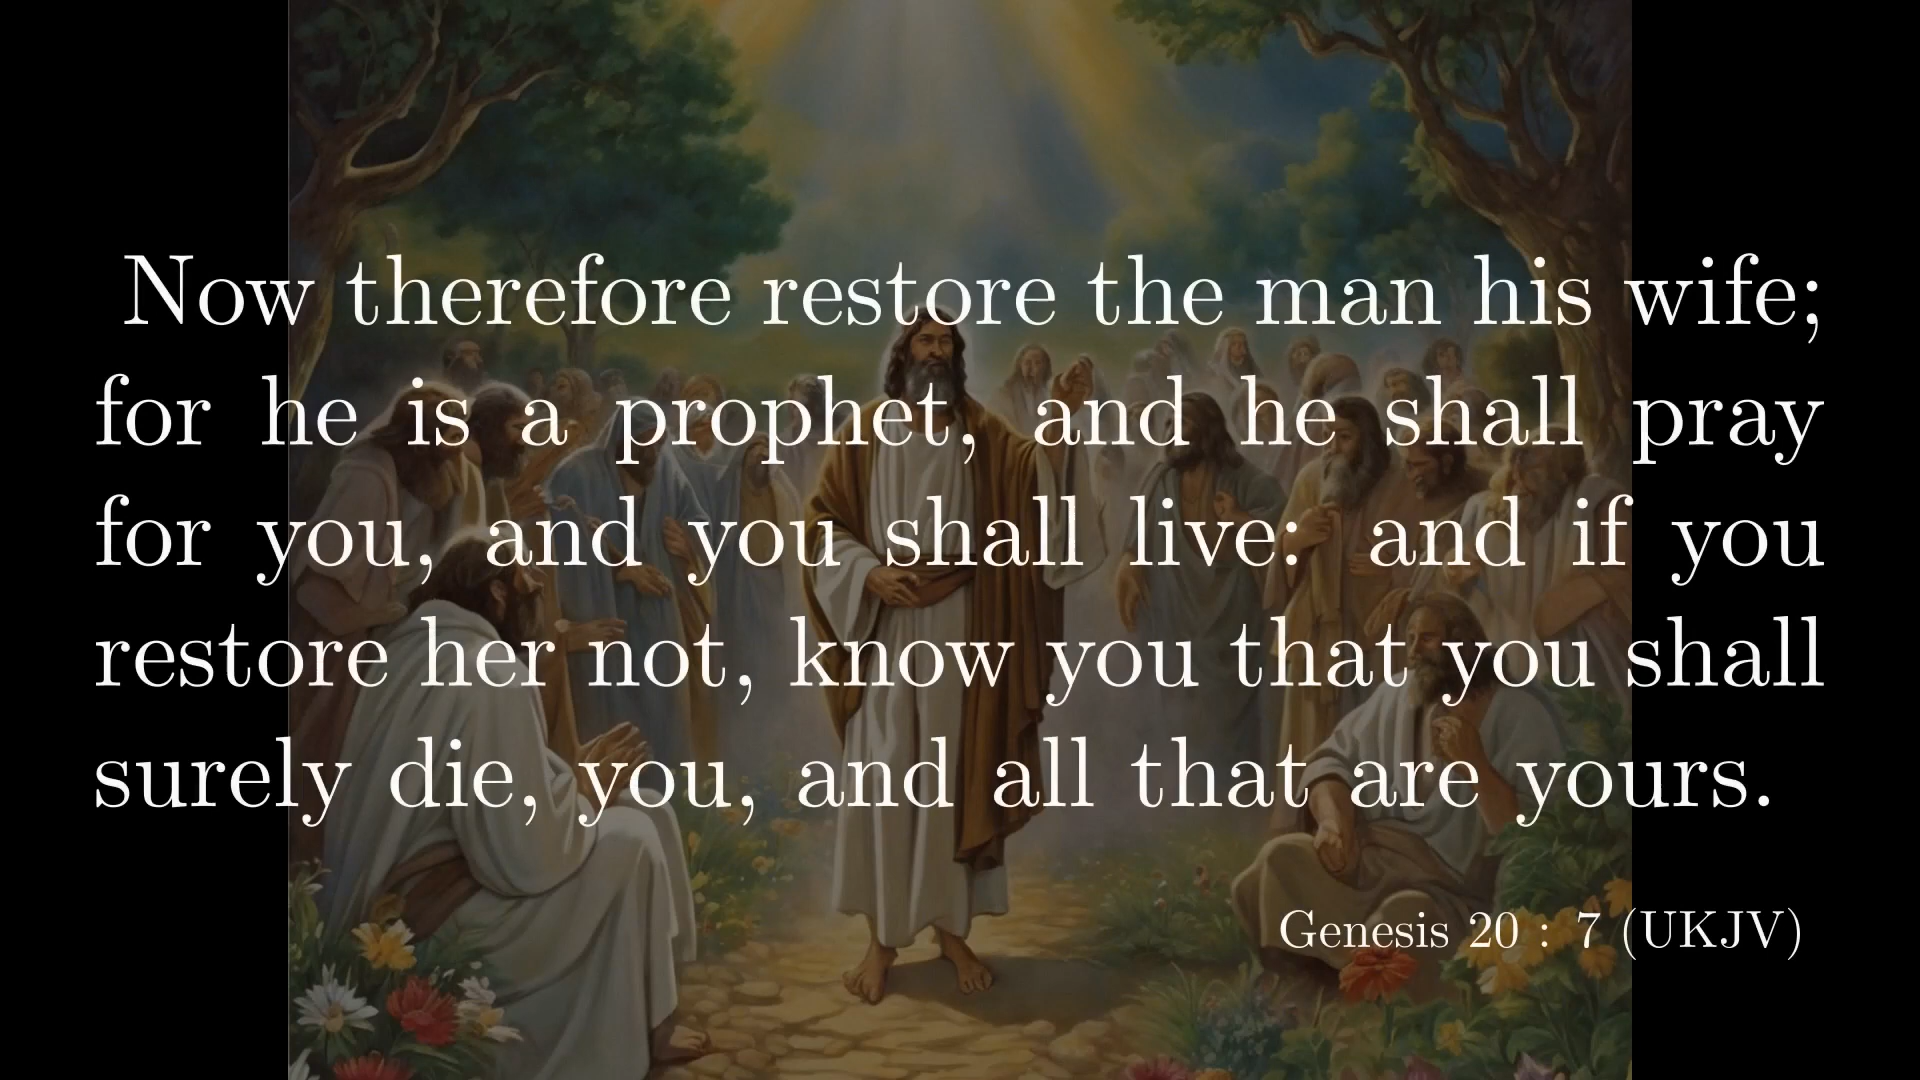 Now therefore restore the man his wife;
for he is a prophet, and he shall pray
for you, and you shall live: and if you
restore her not, know you that you shall
surely die, you, and all that are yours.
Genesis 20 : 7 (UKJV)